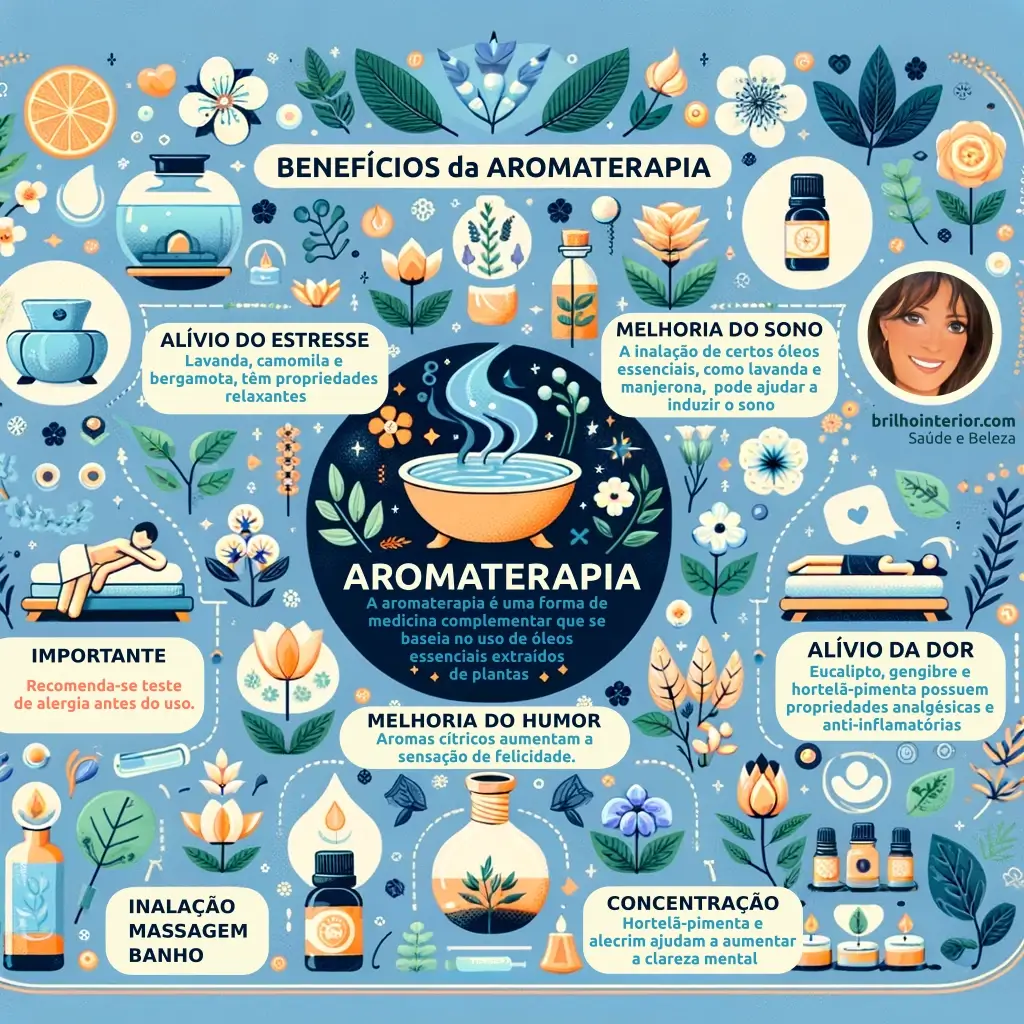 BENEFÍCIOS da AROMATERAPIA
ALÍVIO DO ESTRESSE
Lavanda, camomila e
bergamota, têm propriedades
relaxantes
MELHORIA DO SONO
A inalação de certos óleos
essenciais, como lavanda e
manjerona, pode ajudar a
induzir o sono
brilhointerior.com
Saúde e Beleza
AROMATERAPIA
A aromaterapia é uma forma de
medicina complementar que se
baseia no uso de óleos
essenciais extraídos
de plantas
IMPORTANTE
Recomenda-se teste
de alergia antes do uso.
ALÍVIO DA DOR
Eucalipto, gengibre e
hortelã-pimenta possuem
propriedades analgésicas e
anti-inflamatórias
MELHORIA DO HUMOR
Aromas cítricos aumentam a
sensação de felicidade.
INALAÇÃO
MASSAGEM
BANHO
CONCENTRAÇÃO
Hortelã-pimenta e
alecrim ajudam a aumentar
a clareza mental